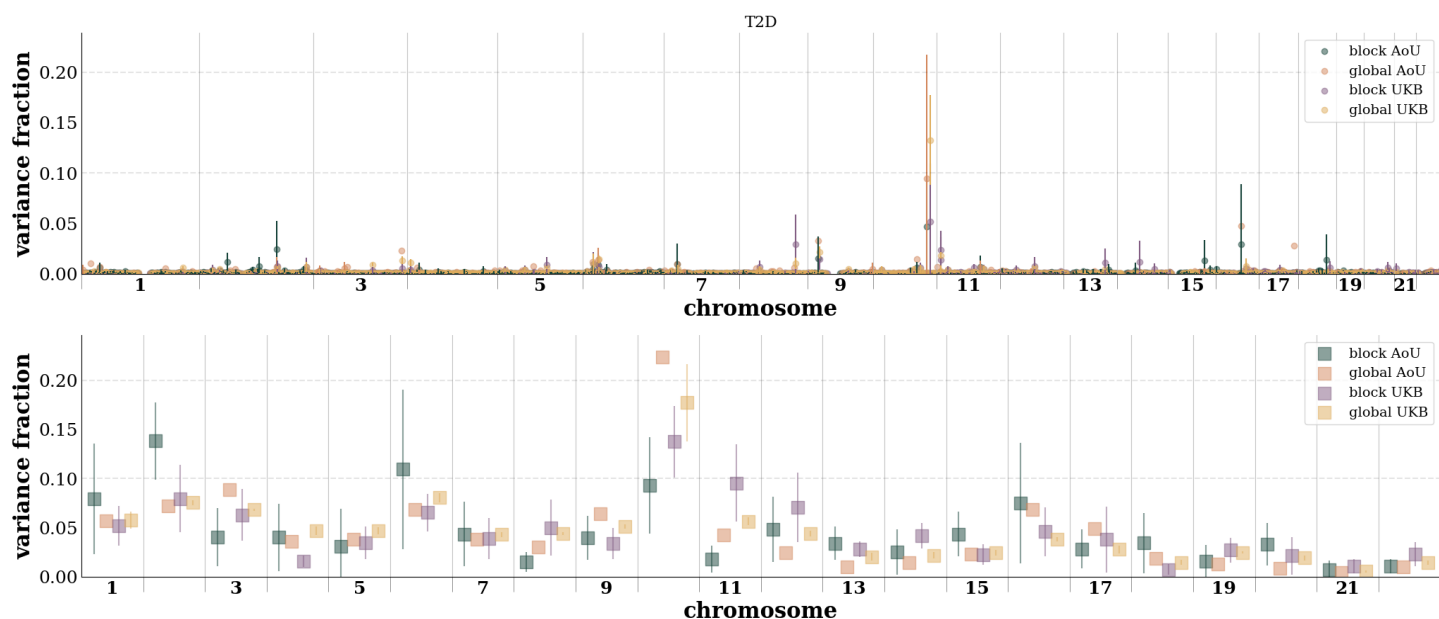 T2D
variance fraction
0.20
0.15
0.10
0.05
0.00
block AoU
global AoU
block UKB
global UKB
1 3 5 7 9 11 13 15 17 19 21
chromosome
variance fraction
0.20
0.15
0.10
0.05
0.00
block AoU
global AoU
block UKB
global UKB
1 3 5 7 9 11 13 15 17 19 21
chromosome